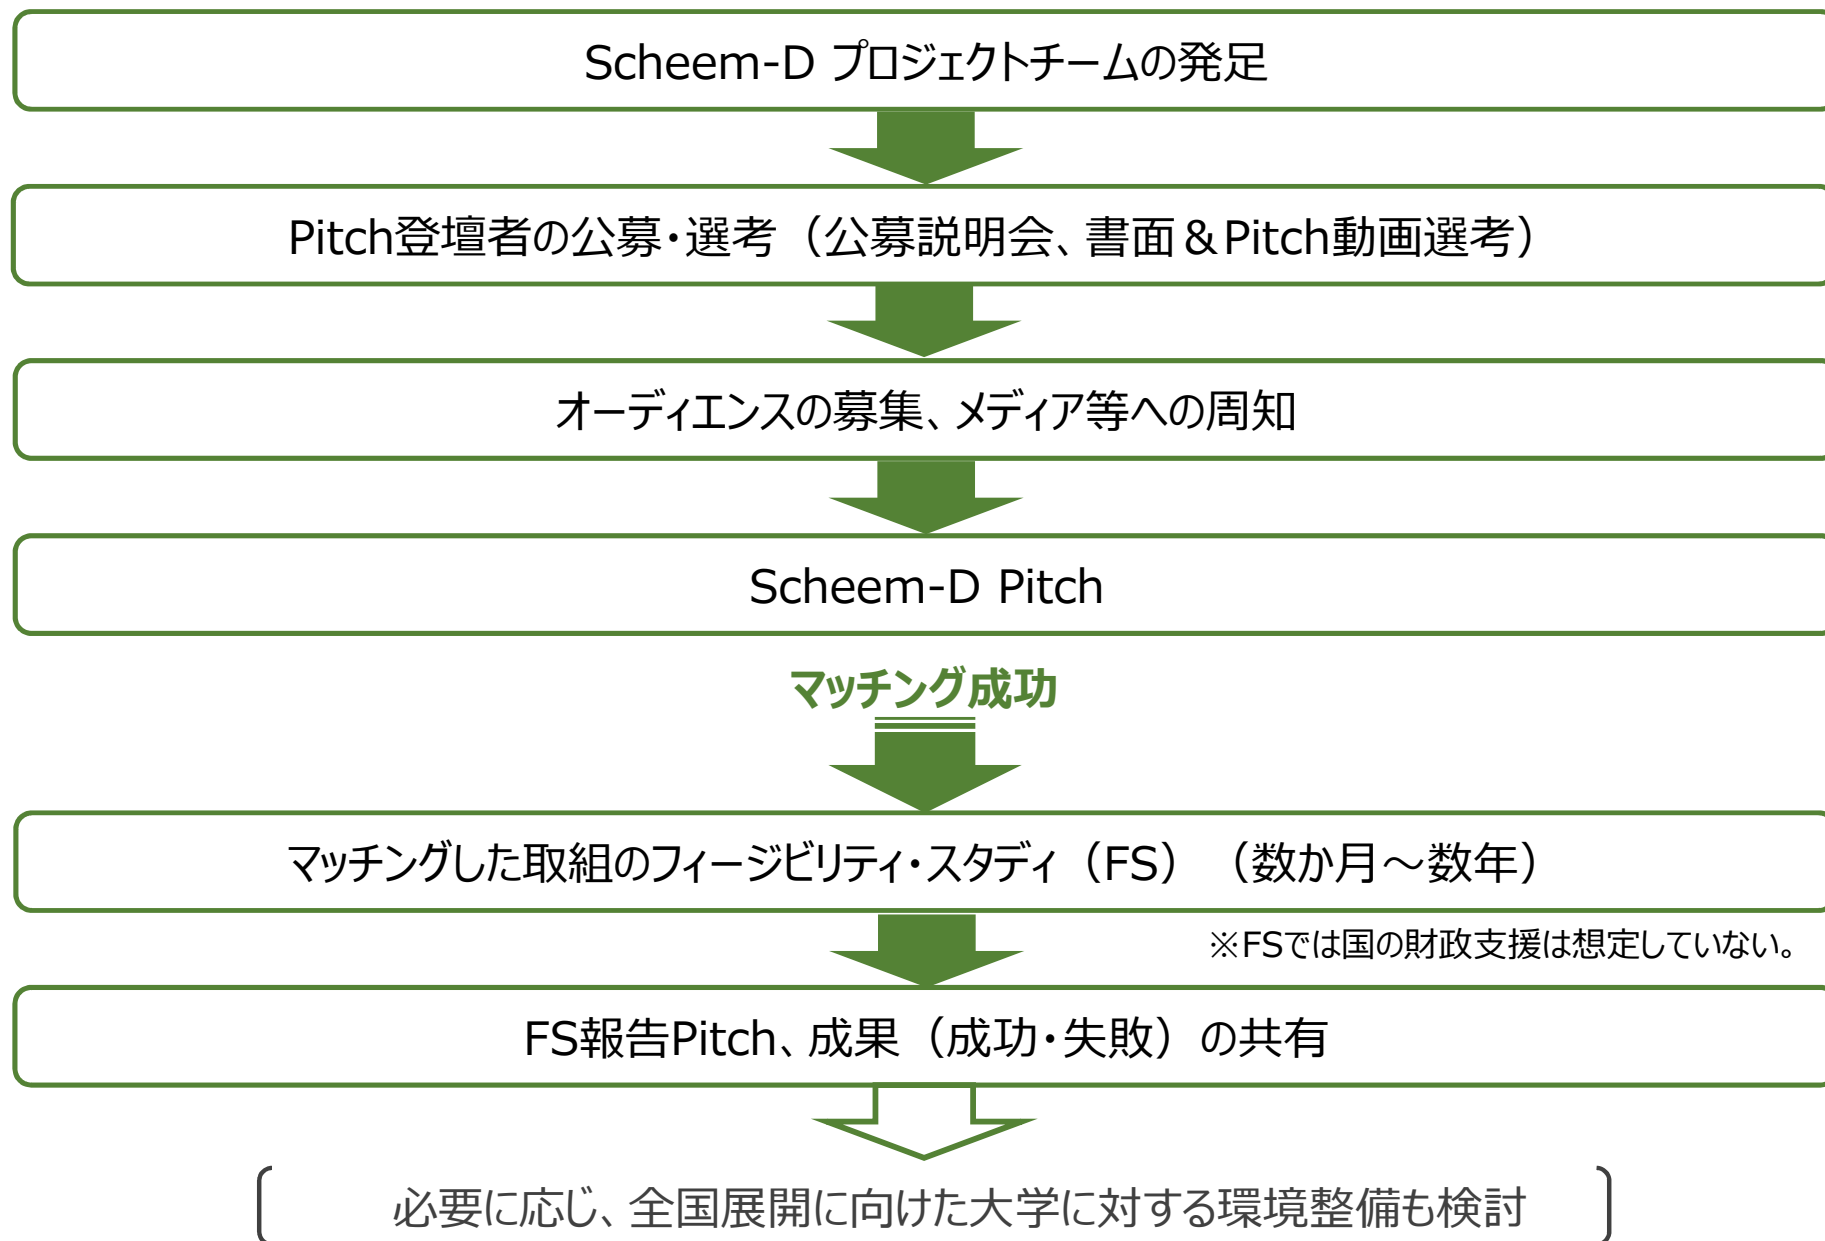 Scheem-D プロジェクトチームの発足
Pitch登壇者の公募・選考（公募説明会、書面＆Pitch動画選考）
オーディエンスの募集、メディア等への周知
Scheem-D Pitch
マッチング成功
マッチングした取組のフィージビリティ・スタディ（FS）（数か月～数年）
※FSでは国の財政支援は想定していない。
FS報告Pitch、成果（成功・失敗）の共有
必要に応じ、全国展開に向けた大学に対する環境整備も検討